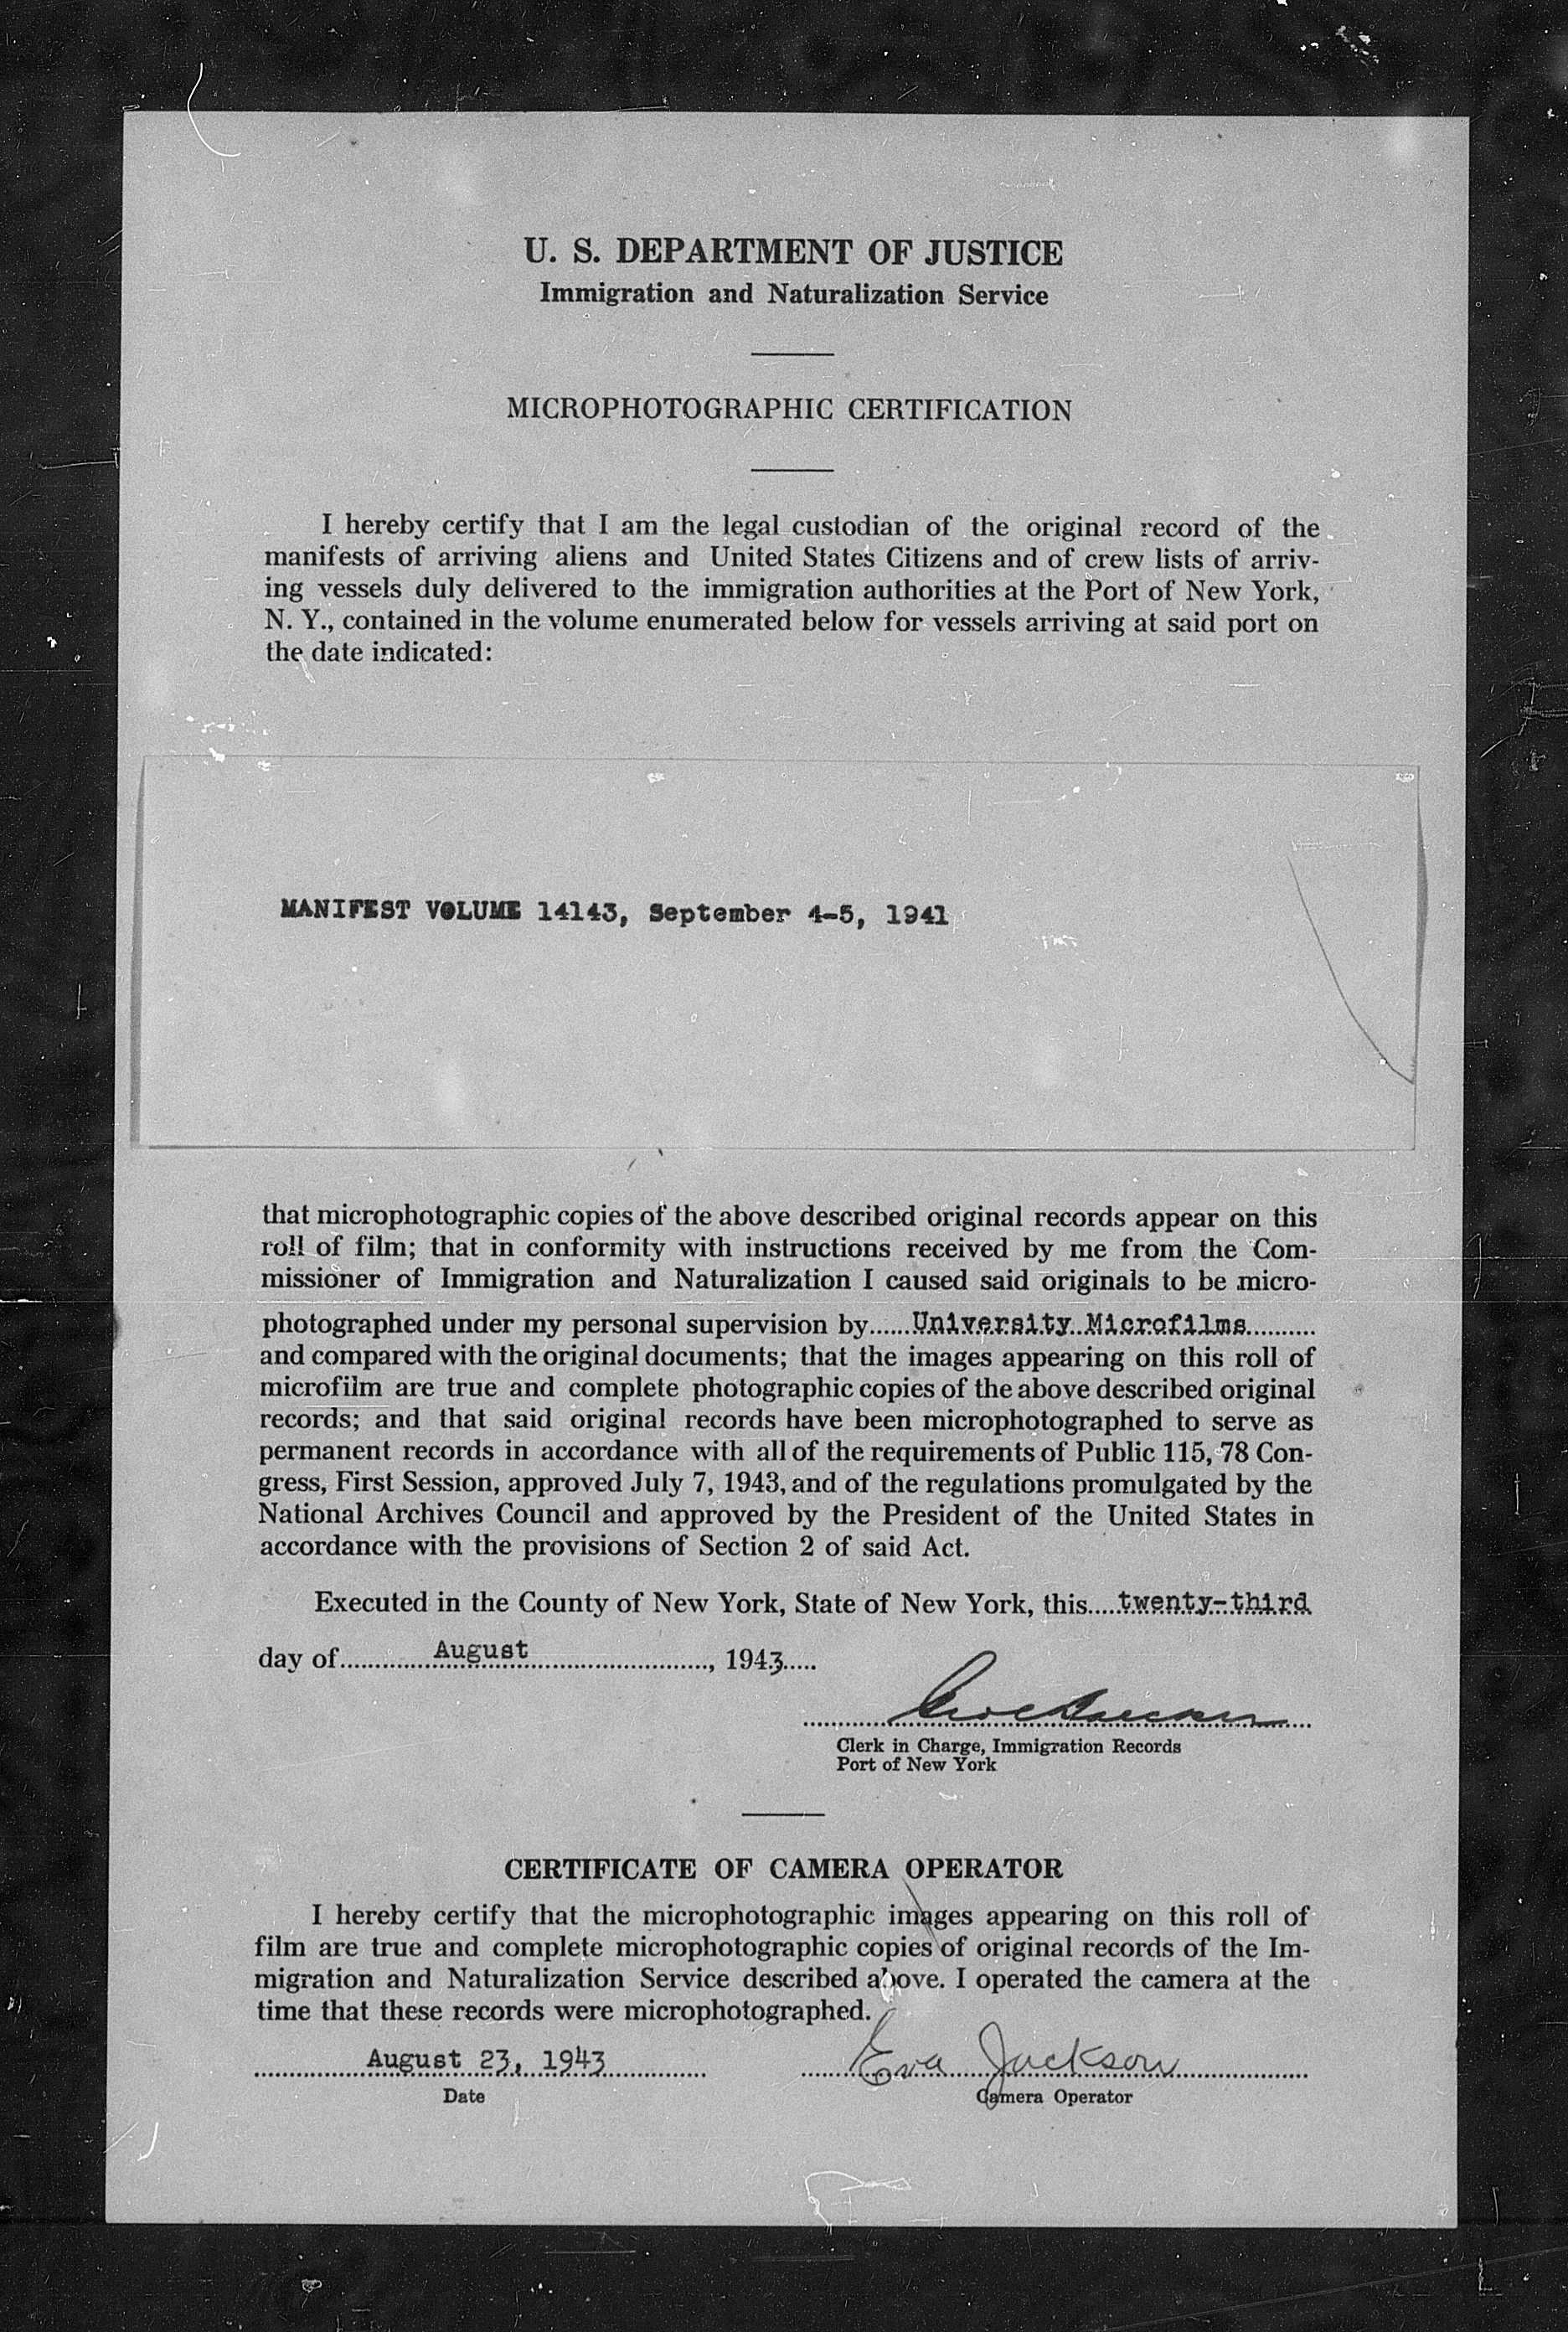 U. S. DEPARTMENT OF JUSTICE
Immigration and Naturalization Service
MICROPHOTOGRAPHIC CERTIFICATION
I hereby certify that I am the legal custodian of the original record of the
manifests of arriving aliens and United States Citizens and of crew lists of arriv-
ing vessels duly delivered to the immigration authorities at the Port of New York,
N. Y., contained in the volume enumerated below for vessels arriving at said port on
the date indicated:
MANIFEST VOLUME 14143, September 4-5, 1941
that microphotographic copies of the above described original records appear on this
roll of film; that in conformity with instructions received by me from the Com-
missioner of Immigration and Naturalization I caused said originals to be micro-
photographed under my personal supervision by......University Microfilms..........
and compared with the original documents; that the images appearing on this roll of
microfilm are true and complete photographic copies of the above described original
records; and that said original records have been microphotographed to serve as
permanent records in accordance with all of the requirements of Public 115, 78 Con-
gress, First Session, approved July 7, 1943, and of the regulations promulgated by the
National Archives Council and approved by the President of the United States in
accordance with the provisions of Section 2 of said Act.
Executed in the County of New York, State of New York, this.....twenty-third
day of.............August..............................., 1943.....
Clerk in Charge, Immigration Records
Port of New York
CERTIFICATE OF CAMERA OPERATOR
I hereby certify that the microphotographic images appearing on this roll of
film are true and complete microphotographic copies of original records of the Im-
migration and Naturalization Service described above. I operated the camera at the
time that these records were microphotographed.
August 23, 1943 Eva Jackson
Date Camera Operator